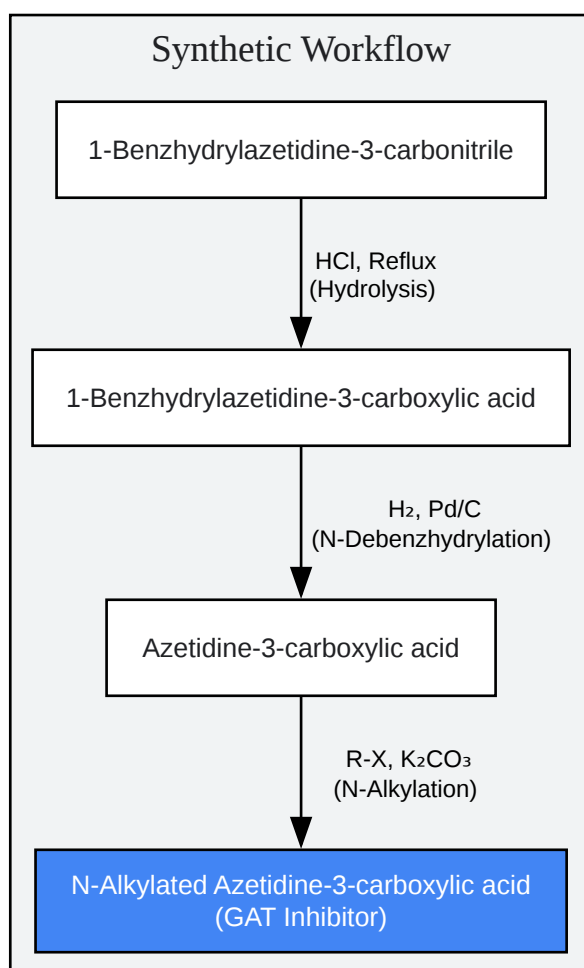 Synthetic Workflow
1-Benzhydrylazetidine-3-carbonitrile
HCl, Reflux
(Hydrolysis)
1-Benzhydrylazetidine-3-carboxylic acid
H₂, Pd/C
(N-Debenzhydrylation)
Azetidine-3-carboxylic acid
R-X, K₂CO₃
(N-Alkylation)
N-Alkylated Azetidine-3-carboxylic acid
(GAT Inhibitor)